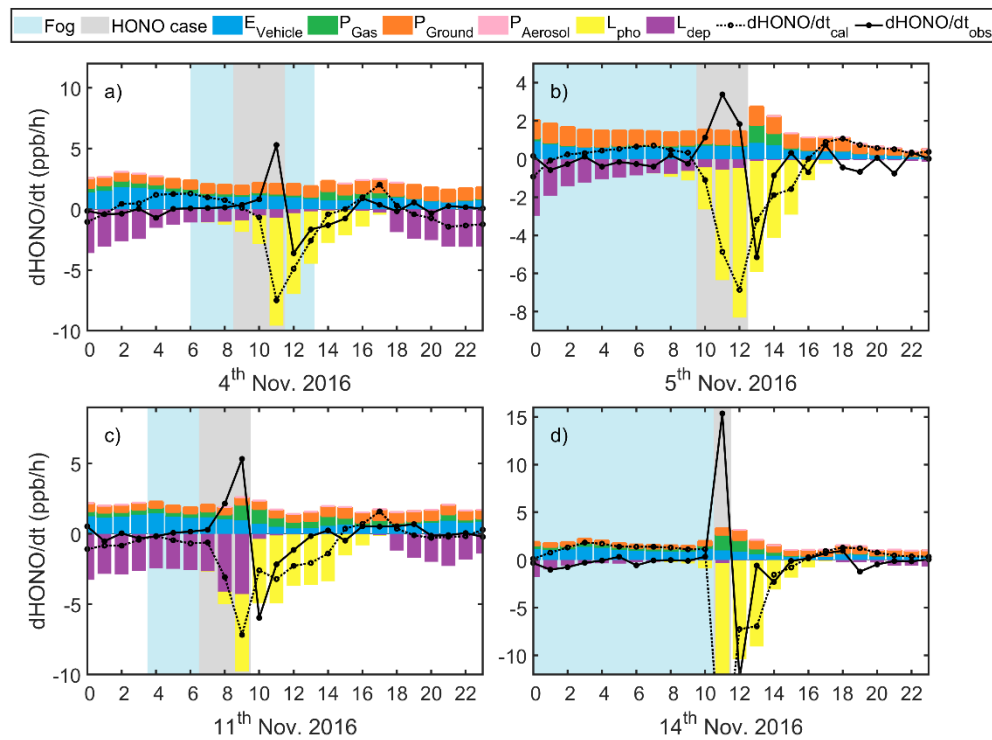 Fog HONO case E_Vehicle P_Gas P_Ground P_Aerosol L_pho L_dep dHONO/dt_cal dHONO/dt_obs
a)
dHONO/dt (ppb/h)
10
5
0
-5
-10
0 2 4 6 8 10 12 14 16 18 20 22
4th Nov. 2016
b)
4
2
0
-2
-4
-6
-8
0 2 4 6 8 10 12 14 16 18 20 22
5th Nov. 2016
c)
dHONO/dt (ppb/h)
5
0
-5
-10
0 2 4 6 8 10 12 14 16 18 20 22
11th Nov. 2016
d)
15
10
5
0
-5
-10
0 2 4 6 8 10 12 14 16 18 20 22
14th Nov. 2016